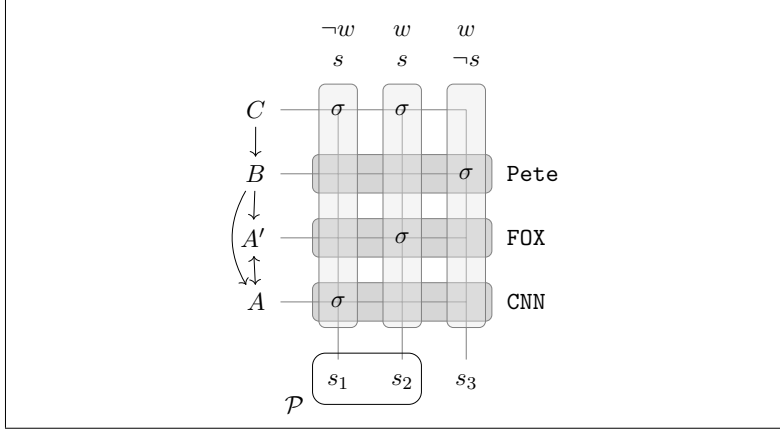 ¬w w w
s s ¬s
C σ σ
B σ Pete
A′ σ FOX
A σ CNN
s₁ s₂ s₃
𝒫